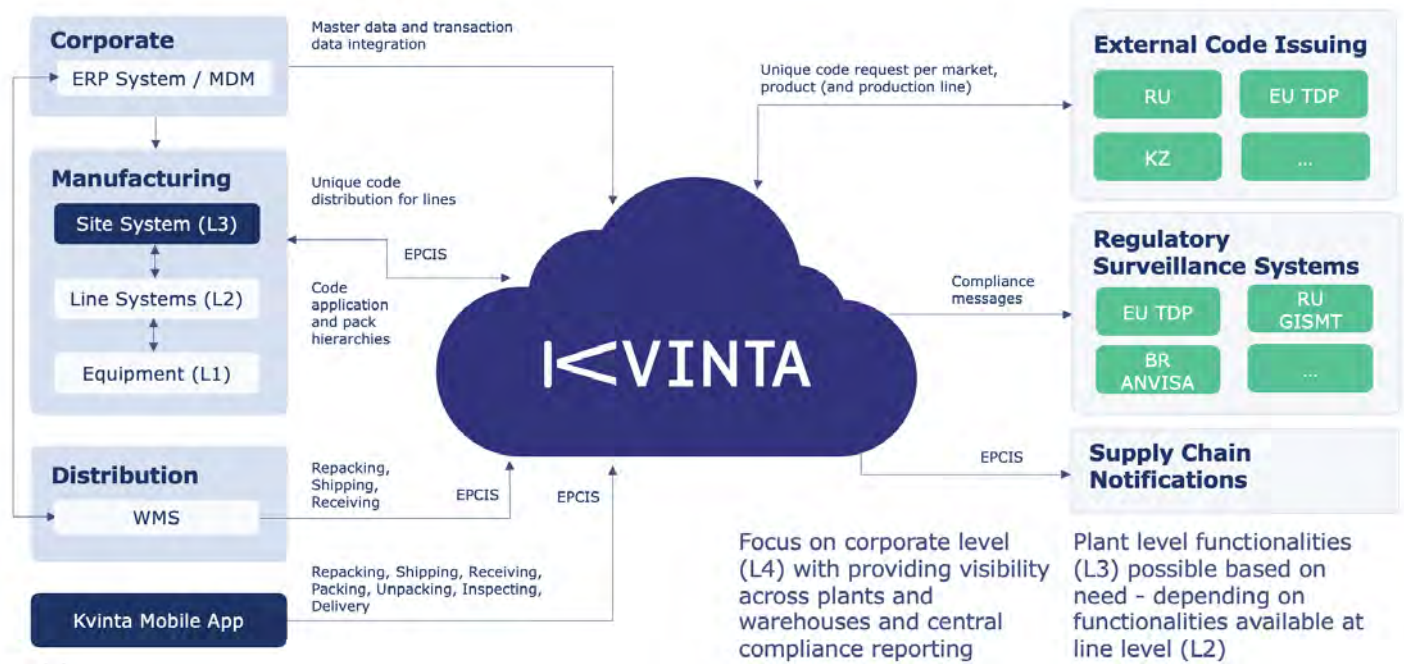 Corporate
ERP System / MDM
Master data and transaction
data integration
Manufacturing
Site System (L3)
Line Systems (L2)
Equipment (L1)
Unique code
distribution for lines
EPCIS
Code
application
and pack
hierarchies
Distribution
WMS
Repacking,
Shipping,
Receiving
EPCIS
EPCIS
Kvinta Mobile App
Repacking, Shipping, Receiving,
Packing, Unpacking, Inspecting,
Delivery
KVINTA
Unique code request per market,
product (and production line)
External Code Issuing
RU
EU TDP
KZ
...
Compliance
messages
Regulatory
Surveillance Systems
EU TDP
RU
GISMT
BR
ANVISA
...
EPCIS
Supply Chain
Notifications
Focus on corporate level
(L4) with providing visibility
across plants and
warehouses and central
compliance reporting
Plant level functionalities
(L3) possible based on
need - depending on
functionalities available at
line level (L2)